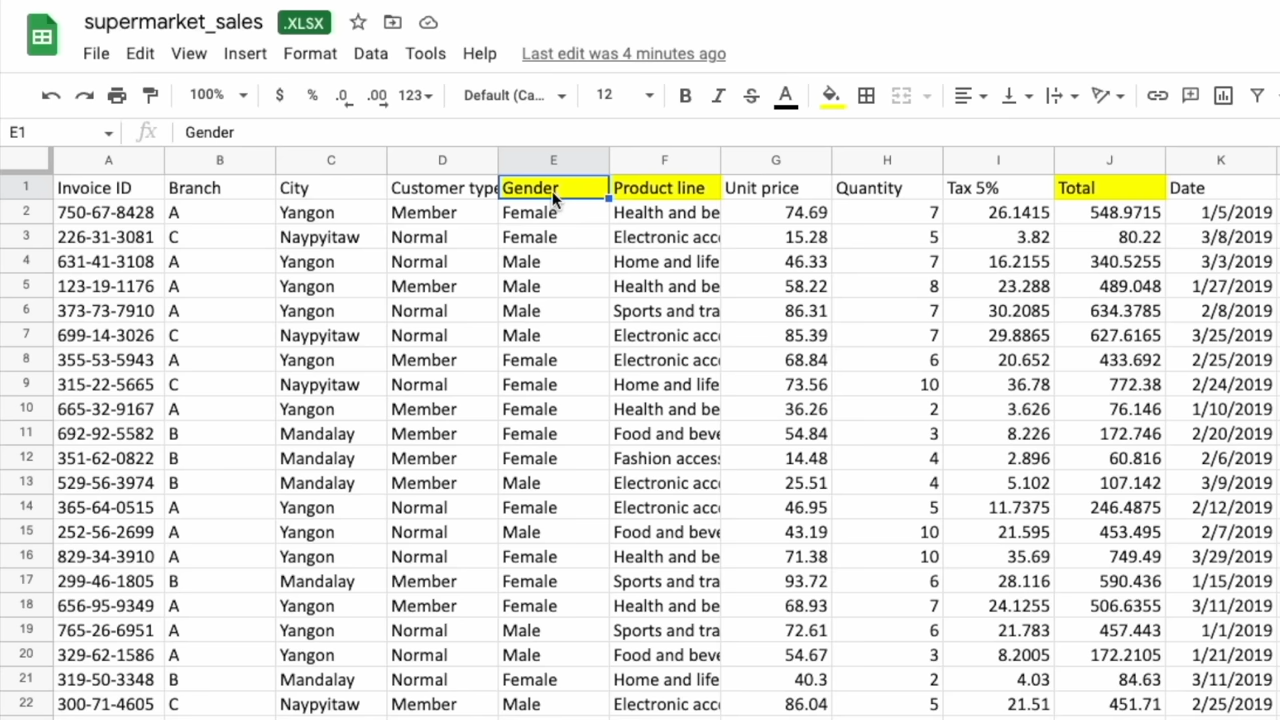 supermarket_sales .XLSX
File Edit View Insert Format Data Tools Help Last edit was 4 minutes ago
100% $ % .0 .00 123 Default (Ca... 12 B I S A
E1 fx Gender
A B C D E F G H I J K
1 Invoice ID Branch City Customer type Gender Product line Unit price Quantity Tax 5% Total Date
2 750-67-8428 A Yangon Member Female Health and be 74.69 7 26.1415 548.9715 1/5/2019
3 226-31-3081 C Naypyitaw Normal Female Electronic acc 15.28 5 3.82 80.22 3/8/2019
4 631-41-3108 A Yangon Normal Male Home and life 46.33 7 16.2155 340.5255 3/3/2019
5 123-19-1176 A Yangon Member Male Health and be 58.22 8 23.288 489.048 1/27/2019
6 373-73-7910 A Yangon Normal Male Sports and tra 86.31 7 30.2085 634.3785 2/8/2019
7 699-14-3026 C Naypyitaw Normal Male Electronic acc 85.39 7 29.8865 627.6165 3/25/2019
8 355-53-5943 A Yangon Member Female Electronic acc 68.84 6 20.652 433.692 2/25/2019
9 315-22-5665 C Naypyitaw Normal Female Home and life 73.56 10 36.78 772.38 2/24/2019
10 665-32-9167 A Yangon Member Female Health and be 36.26 2 3.626 76.146 1/10/2019
11 692-92-5582 B Mandalay Member Female Food and beve 54.84 3 8.226 172.746 2/20/2019
12 351-62-0822 B Mandalay Member Female Fashion access 14.48 4 2.896 60.816 2/6/2019
13 529-56-3974 B Mandalay Member Male Electronic acc 25.51 4 5.102 107.142 3/9/2019
14 365-64-0515 A Yangon Normal Female Electronic acc 46.95 5 11.7375 246.4875 2/12/2019
15 252-56-2699 A Yangon Normal Male Food and beve 43.19 10 21.595 453.495 2/7/2019
16 829-34-3910 A Yangon Normal Female Health and be 71.38 10 35.69 749.49 3/29/2019
17 299-46-1805 B Mandalay Member Female Sports and tra 93.72 6 28.116 590.436 1/15/2019
18 656-95-9349 A Yangon Member Female Health and be 68.93 7 24.1255 506.6355 3/11/2019
19 765-26-6951 A Yangon Normal Male Sports and tra 72.61 6 21.783 457.443 1/1/2019
20 329-62-1586 A Yangon Normal Male Food and beve 54.67 3 8.2005 172.2105 1/21/2019
21 319-50-3348 B Mandalay Normal Female Home and life 40.3 2 4.03 84.63 3/11/2019
22 300-71-4605 C Naypyitaw Member Male Electronic acc 86.04 5 21.51 451.71 2/25/2019